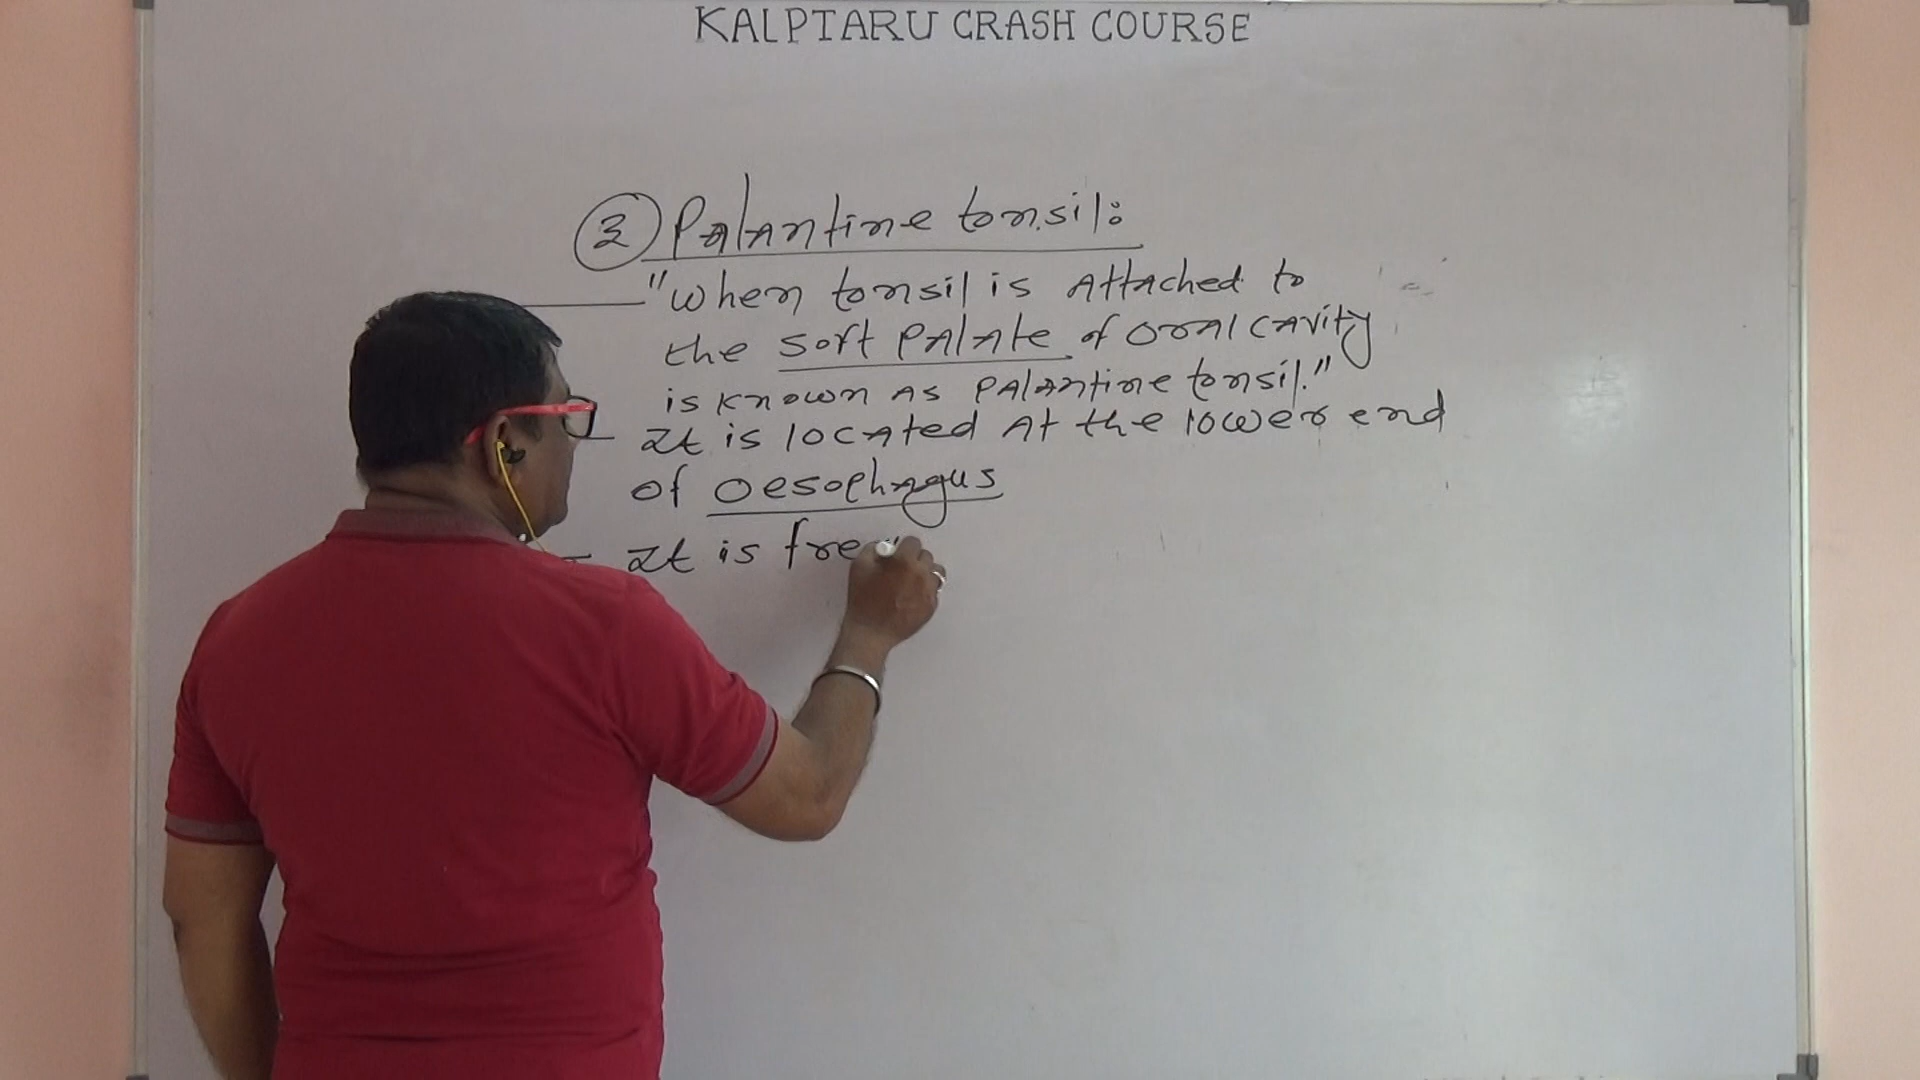 KALPTARU CRASH COURSE
③ Palantine tonsil:
"When tonsil is Attached to
the soft palate of oral cavity
is known as palantine tonsil."
It is located at the lower end
of oesophagus
- It is fre